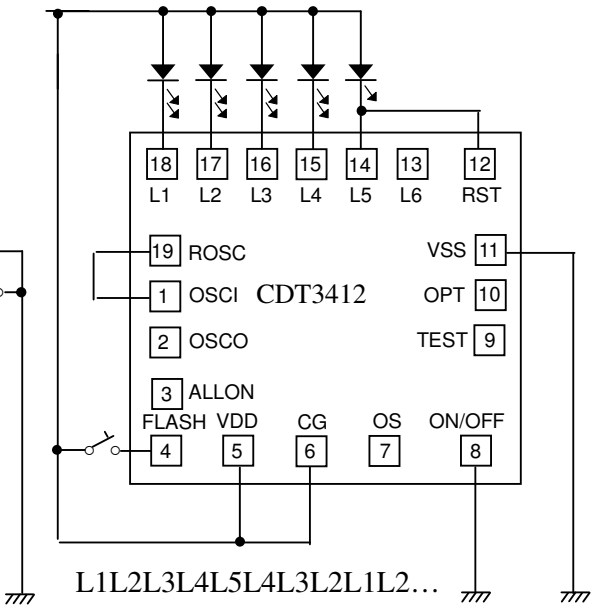 18 17 16 15 14 13 12
L1 L2 L3 L4 L5 L6 RST
19 ROSC VSS 11
1 OSCI CDT3412 OPT 10
2 OSCO TEST 9
3 ALLON
FLASH VDD CG OS ON/OFF
4 5 6 7 8
L1L2L3L4L5L4L3L2L1L2...